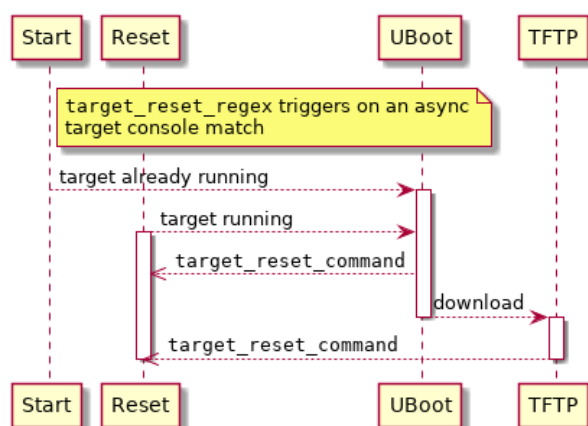 Start Reset UBoot TFTP
target_reset_regex triggers on an async
target console match
target already running
target running
target_reset_command
download
target_reset_command
Start Reset UBoot TFTP